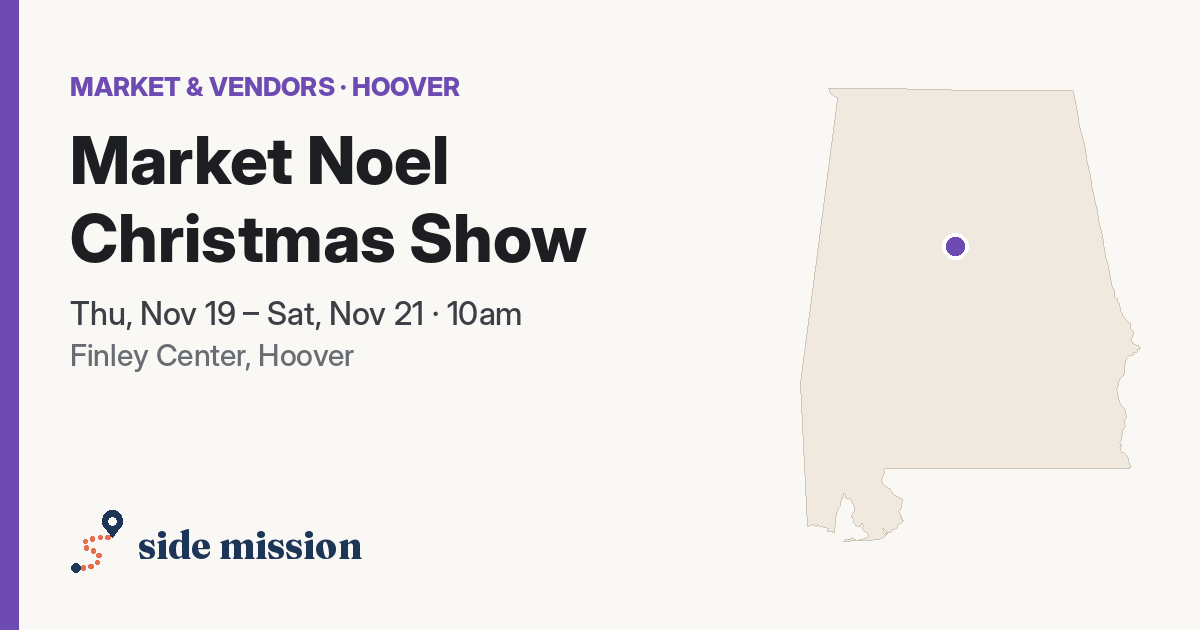 MARKET & VENDORS · HOOVER
Market Noel
Christmas Show
Thu, Nov 19 – Sat, Nov 21 · 10am
Finley Center, Hoover
side mission